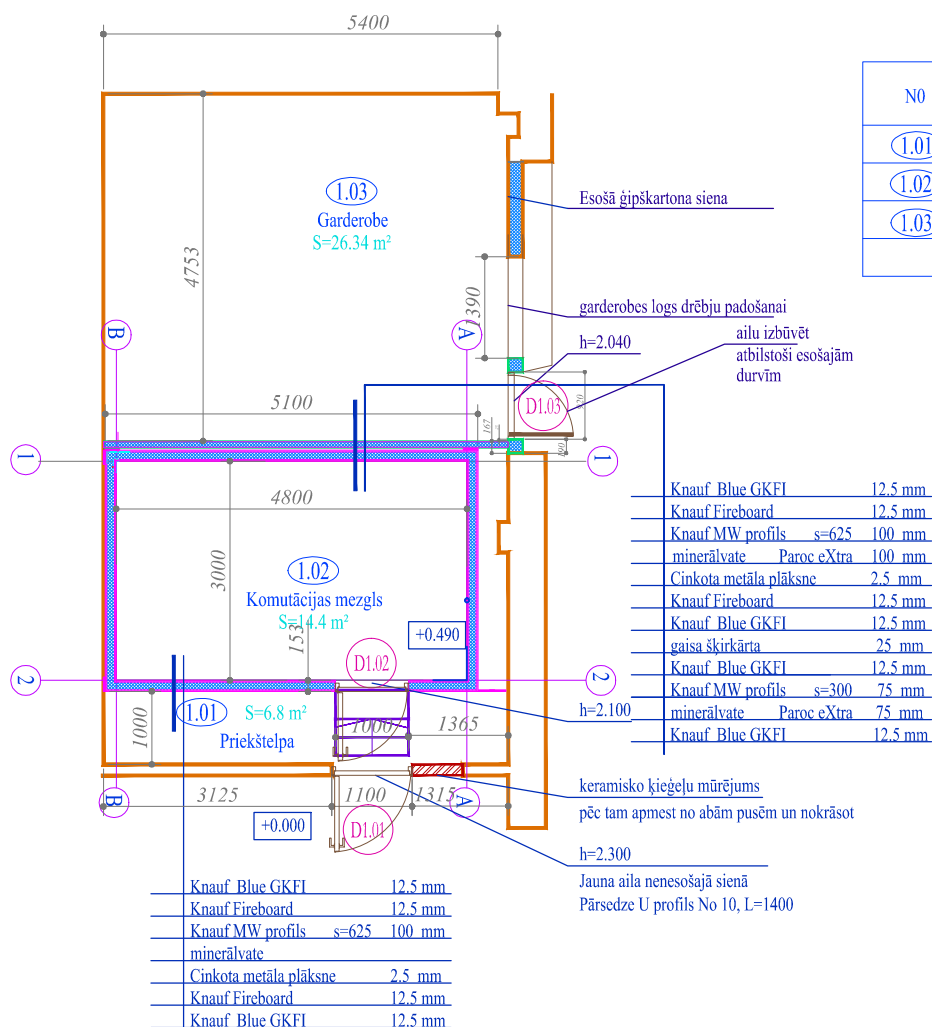 5400
N0
1.01
1.02
1.03
1.03
Garderobe
S=26.34 m²
Esošā ģipškartona siena
4753
1390
garderobes logs drēbju padošanai
h=2.040
ailu izbūvēt
atbilstoši esošajām
durvīm
B
A
D1.03
920
167
190
5100
1
1
4800
3000
1.02
Komutācijas mezgls
S=14.4 m²
153
+0.490
D1.02
Knauf Blue GKFI 12.5 mm
Knauf Fireboard 12.5 mm
Knauf MW profils s=625 100 mm
minerālvate Paroc eXtra 100 mm
Cinkota metāla plāksne 2.5 mm
Knauf Fireboard 12.5 mm
Knauf Blue GKFI 12.5 mm
gaisa šķirkārta 25 mm
Knauf Blue GKFI 12.5 mm
Knauf MW profils s=300 75 mm
minerālvate Paroc eXtra 75 mm
Knauf Blue GKFI 12.5 mm
2
2
1.01
S=6.8 m²
Priekštelpa
1000
1000
1365
h=2.100
B
A
3125
1100
1315
+0.000
D1.01
keramisko ķieģeļu mūrējums
pēc tam apmest no abām pusēm un nokrāsot
h=2.300
Jauna aila nenesošajā sienā
Pārsedze U profils No 10, L=1400
Knauf Blue GKFI 12.5 mm
Knauf Fireboard 12.5 mm
Knauf MW profils s=625 100 mm
minerālvate
Cinkota metāla plāksne 2.5 mm
Knauf Fireboard 12.5 mm
Knauf Blue GKFI 12.5 mm